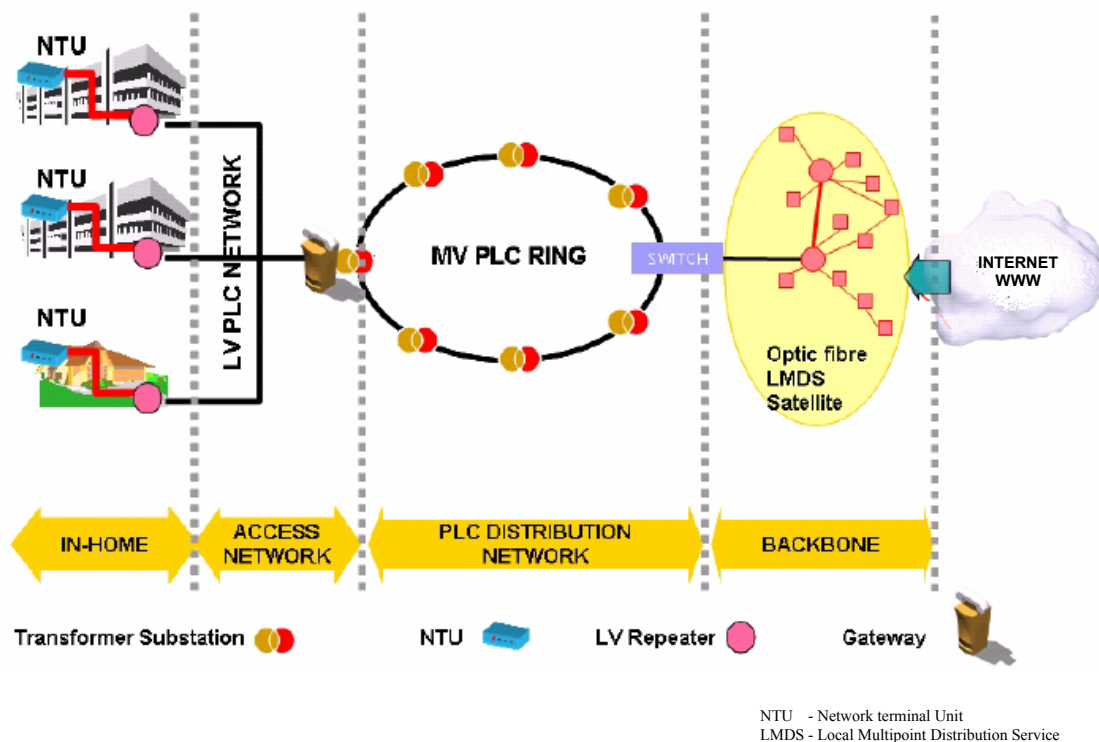 NTU
NTU
NTU
LV PLC NETWORK
MV PLC RING
SWITCH
Optic fibre
LMDS
Satellite
INTERNET
WWW
IN-HOME
ACCESS
NETWORK
PLC DISTRIBUTION
NETWORK
BACKBONE
Transformer Substation
NTU
LV Repeater
Gateway
NTU - Network terminal Unit
LMDS - Local Multipoint Distribution Service